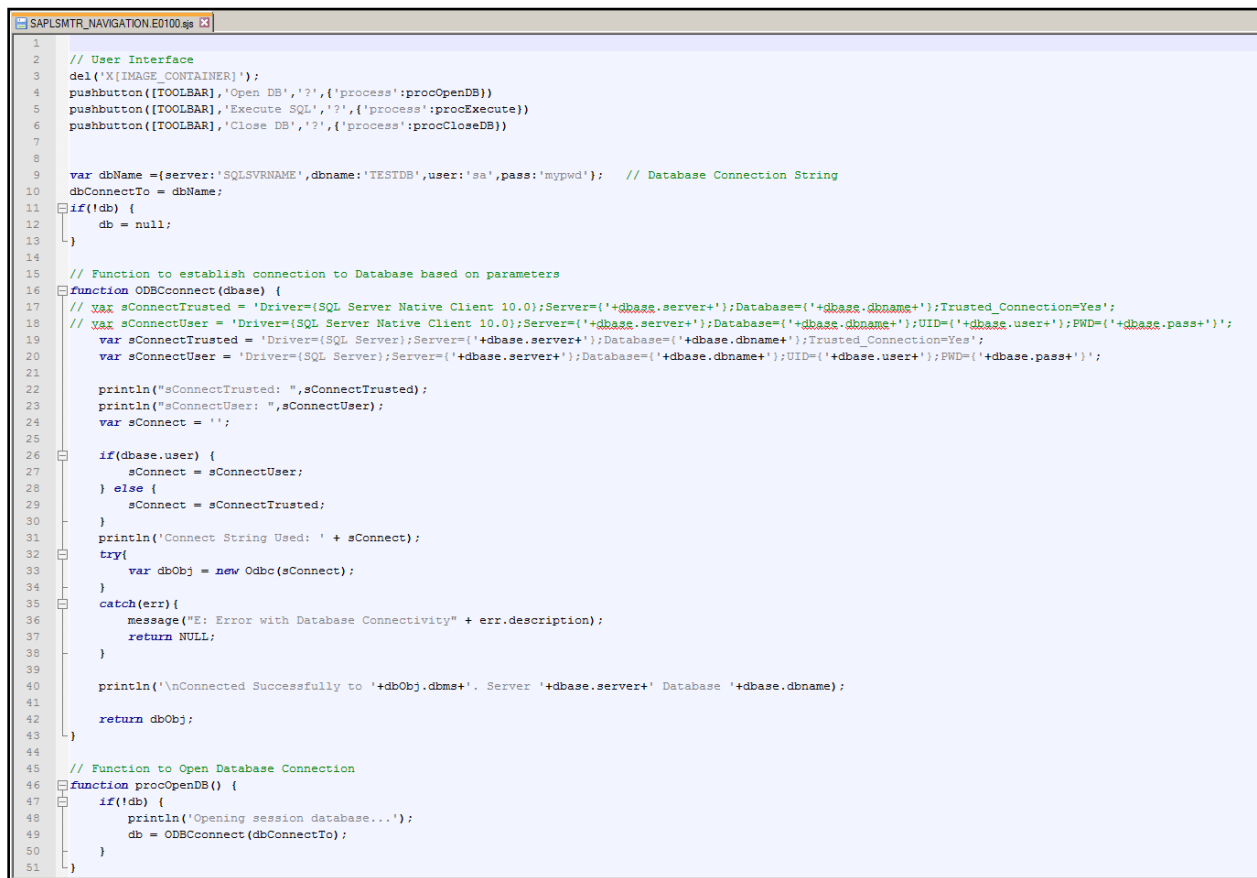 SAPLSMTR_NAVIGATION.E0100.sjs
1
2 // User Interface
3 del('X[IMAGE_CONTAINER]');
4 pushbutton([TOOLBAR],'Open DB','?',{'process':procOpenDB})
5 pushbutton([TOOLBAR],'Execute SQL','?',{'process':procExecute})
6 pushbutton([TOOLBAR],'Close DB','?',{'process':procCloseDB})
7
8
9 var dbName ={server:'SQLSVRNAME',dbname:'TESTDB',user:'sa',pass:'mypwd'};   // Database Connection String
10 dbConnectTo = dbName;
11 if(!db) {
12     db = null;
13 }
14
15 // Function to establish connection to Database based on parameters
16 function ODBCconnect(dbase) {
17 // var sConnectTrusted = 'Driver={SQL Server Native Client 10.0};Server={'+dbase.server+'};Database={'+dbase.dbname+'};Trusted_Connection=Yes';
18 // var sConnectUser = 'Driver={SQL Server Native Client 10.0};Server={'+dbase.server+'};Database={'+dbase.dbname+'};UID={'+dbase.user+'};PWD={'+dbase.pass+'}';
19     var sConnectTrusted = 'Driver={SQL Server};Server={'+dbase.server+'};Database={'+dbase.dbname+'};Trusted_Connection=Yes';
20     var sConnectUser = 'Driver={SQL Server};Server={'+dbase.server+'};Database={'+dbase.dbname+'};UID={'+dbase.user+'};PWD={'+dbase.pass+'}';
21
22     println("sConnectTrusted: ",sConnectTrusted);
23     println("sConnectUser: ",sConnectUser);
24     var sConnect = '';
25
26     if(dbase.user) {
27         sConnect = sConnectUser;
28     } else {
29         sConnect = sConnectTrusted;
30     }
31     println('Connect String Used: ' + sConnect);
32     try{
33         var dbObj = new Odbc(sConnect);
34     }
35     catch(err){
36         message("E: Error with Database Connectivity" + err.description);
37         return NULL;
38     }
39
40     println('\nConnected Successfully to '+dbObj.dbms+'. Server '+dbase.server+' Database '+dbase.dbname);
41
42     return dbObj;
43 }
44
45 // Function to Open Database Connection
46 function procOpenDB() {
47     if(!db) {
48         println('Opening session database...');
49         db = ODBCconnect(dbConnectTo);
50     }
51 }